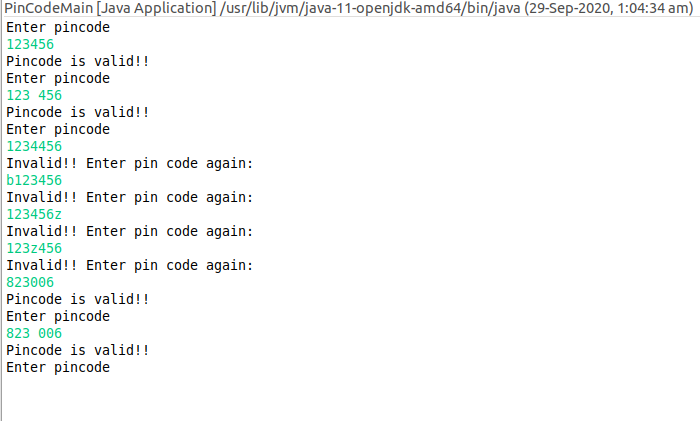 PinCodeMain [Java Application] /usr/lib/jvm/java-11-openjdk-amd64/bin/java (29-Sep-2020, 1:04:34 am)
Enter pincode
123456
Pincode is valid!!
Enter pincode
123 456
Pincode is valid!!
Enter pincode
1234456
Invalid!! Enter pin code again:
b123456
Invalid!! Enter pin code again:
123456z
Invalid!! Enter pin code again:
123z456
Invalid!! Enter pin code again:
823006
Pincode is valid!!
Enter pincode
823 006
Pincode is valid!!
Enter pincode